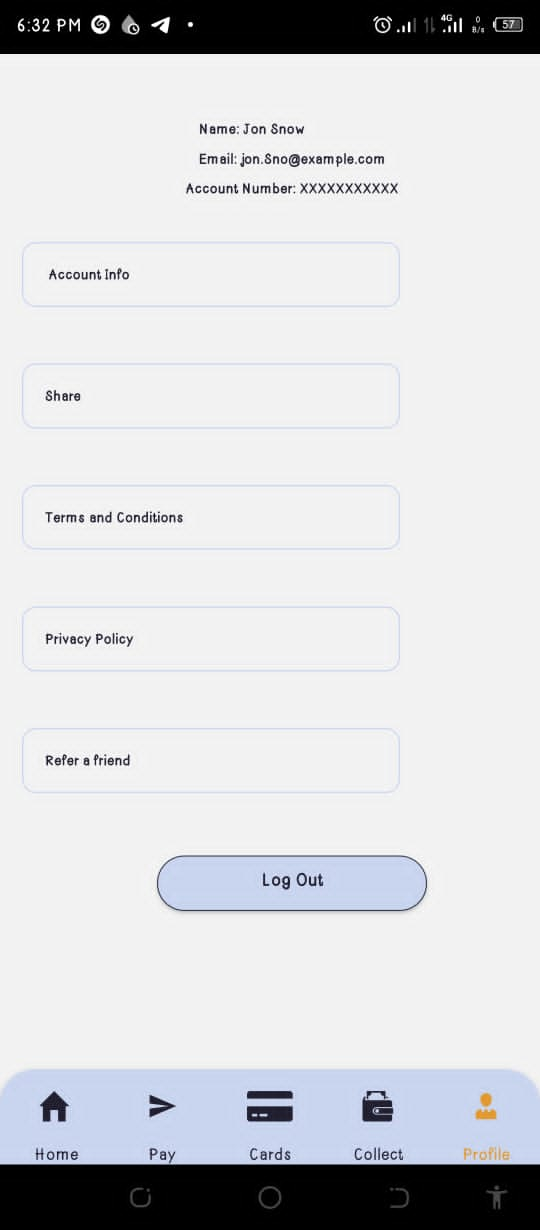 6:32 PM
4G
0
B/s
57
Name: Jon Snow
Email: jon.Sno@example.com
Account Number: XXXXXXXXXXX
Account Info
Share
Terms and Conditions
Privacy Policy
Refer a friend
Log Out
Home Pay Cards Collect Profile